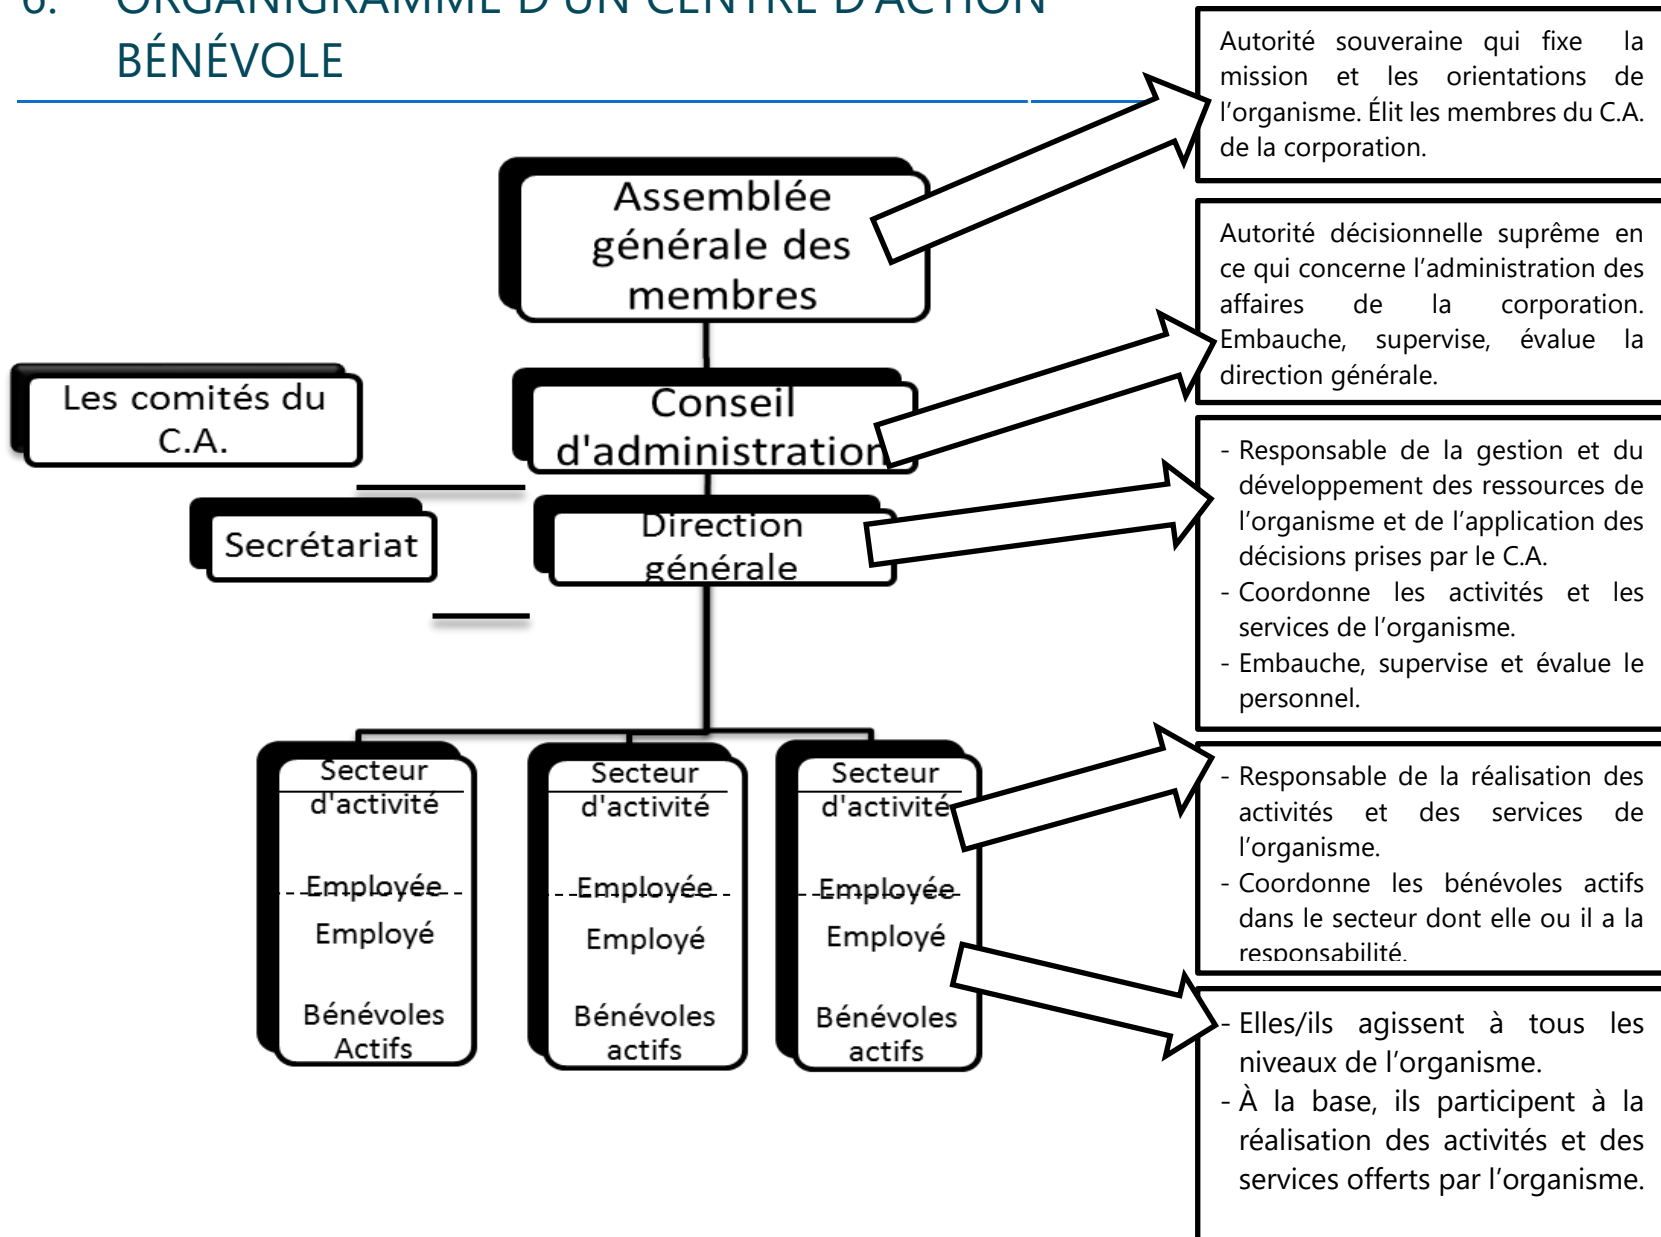 6. ORGANIGRAMME D'UN CENTRE D'ACTION
BÉNÉVOLE
Autorité souveraine qui fixe la
mission et les orientations de
l'organisme. Élit les membres du C.A.
de la corporation.
Assemblée
générale des
membres
Autorité décisionnelle suprême en
ce qui concerne l'administration des
affaires de la corporation.
Embauche, supervise, évalue la
direction générale.
Les comités du
C.A.
Conseil
d'administration
- Responsable de la gestion et du
développement des ressources de
l'organisme et de l'application des
décisions prises par le C.A.
- Coordonne les activités et les
services de l'organisme.
- Embauche, supervise et évalue le
personnel.
Secrétariat
Direction
générale
Secteur
d'activité
Employée
Employé
Bénévoles
Actifs
Secteur
d'activité
Employée
Employé
Bénévoles
actifs
Secteur
d'activité
Employée
Employé
Bénévoles
actifs
- Responsable de la réalisation des
activités et des services de
l'organisme.
- Coordonne les bénévoles actifs
dans le secteur dont elle ou il a la
responsabilité.
- Elles/ils agissent à tous les
niveaux de l'organisme.
- À la base, ils participent à la
réalisation des activités et des
services offerts par l'organisme.